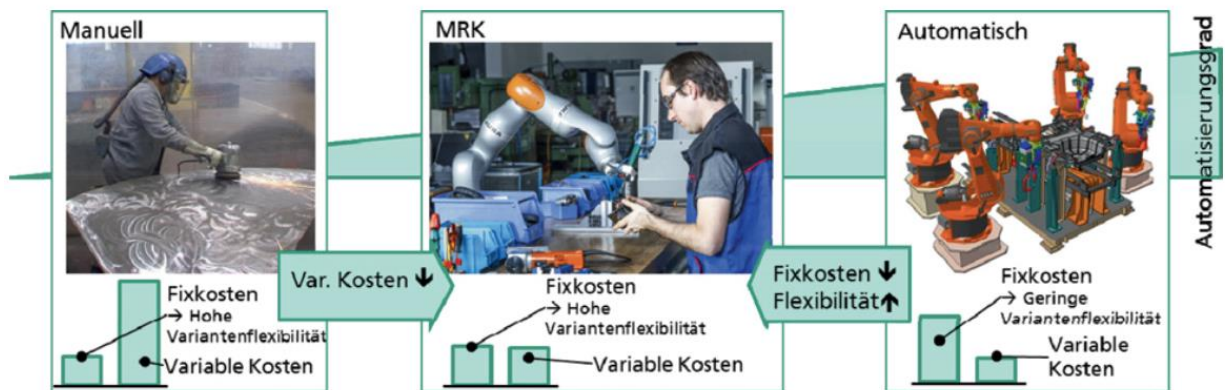 Manuell
Fixkosten
→ Hohe
Variantenflexibilität
Variable Kosten
Var. Kosten ↓
MRK
Fixkosten
→ Hohe
Variantenflexibilität
Variable Kosten
Fixkosten ↓
Flexibilität ↑
Automatisch
Fixkosten
→ Geringe
Variantenflexibilität
Variable
Kosten
Automatisierungsgrad